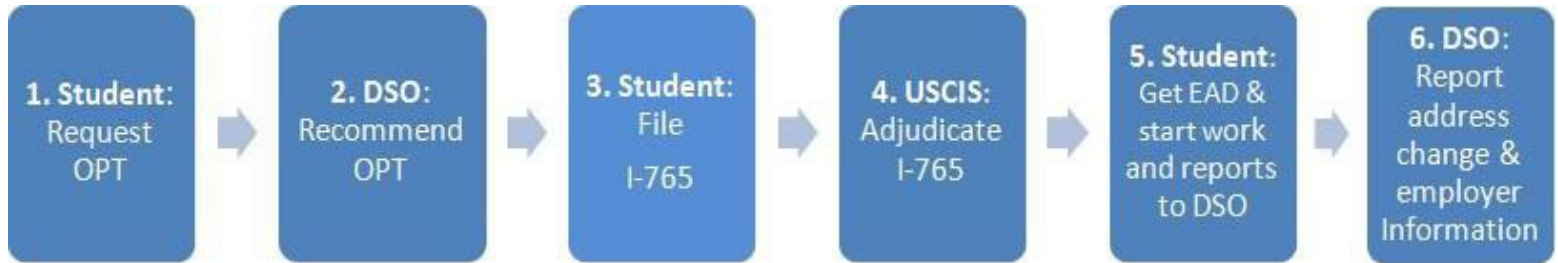 1. Student:
Request
OPT
2. DSO:
Recommend
OPT
3. Student:
File
I-765
4. USCIS:
Adjudicate
I-765
5. Student:
Get EAD &
start work
and reports
to DSO
6. DSO:
Report
address
change &
employer
Information